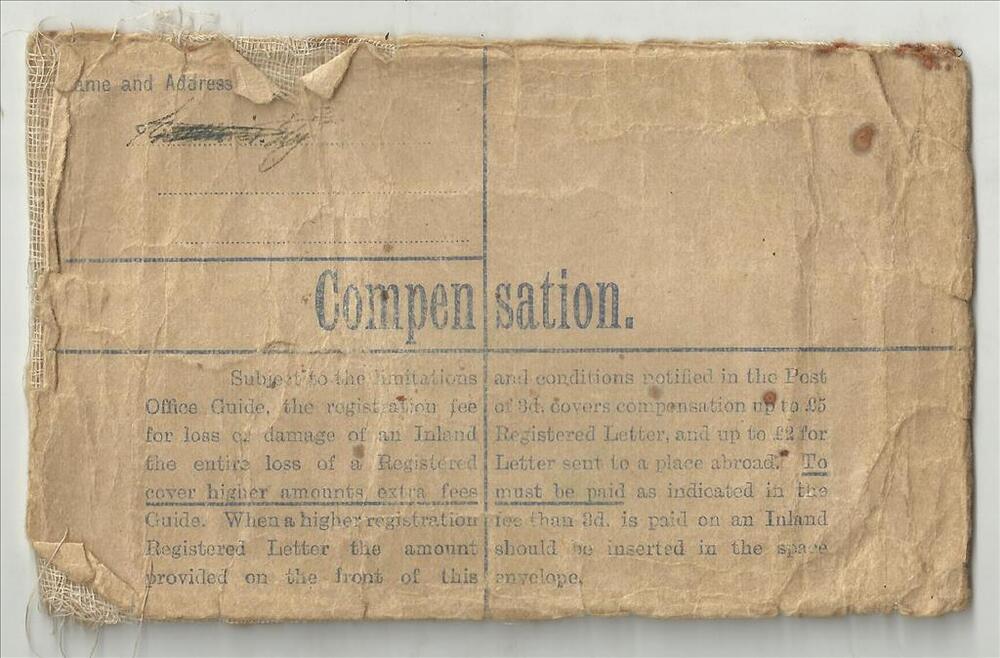 ame and Address
Compensation.
Subject to the limitations and conditions notified in the Post
Office Guide, the registration fee of 3d. covers compensation up to £5
for loss or damage of an Inland Registered Letter, and up to £2 for
the entire loss of a Registered Letter sent to a place abroad. To
cover higher amounts extra fees must be paid as indicated in the
Guide. When a higher registration fee than 3d. is paid on an Inland
Registered Letter the amount should be inserted in the space
provided on the front of this envelope.